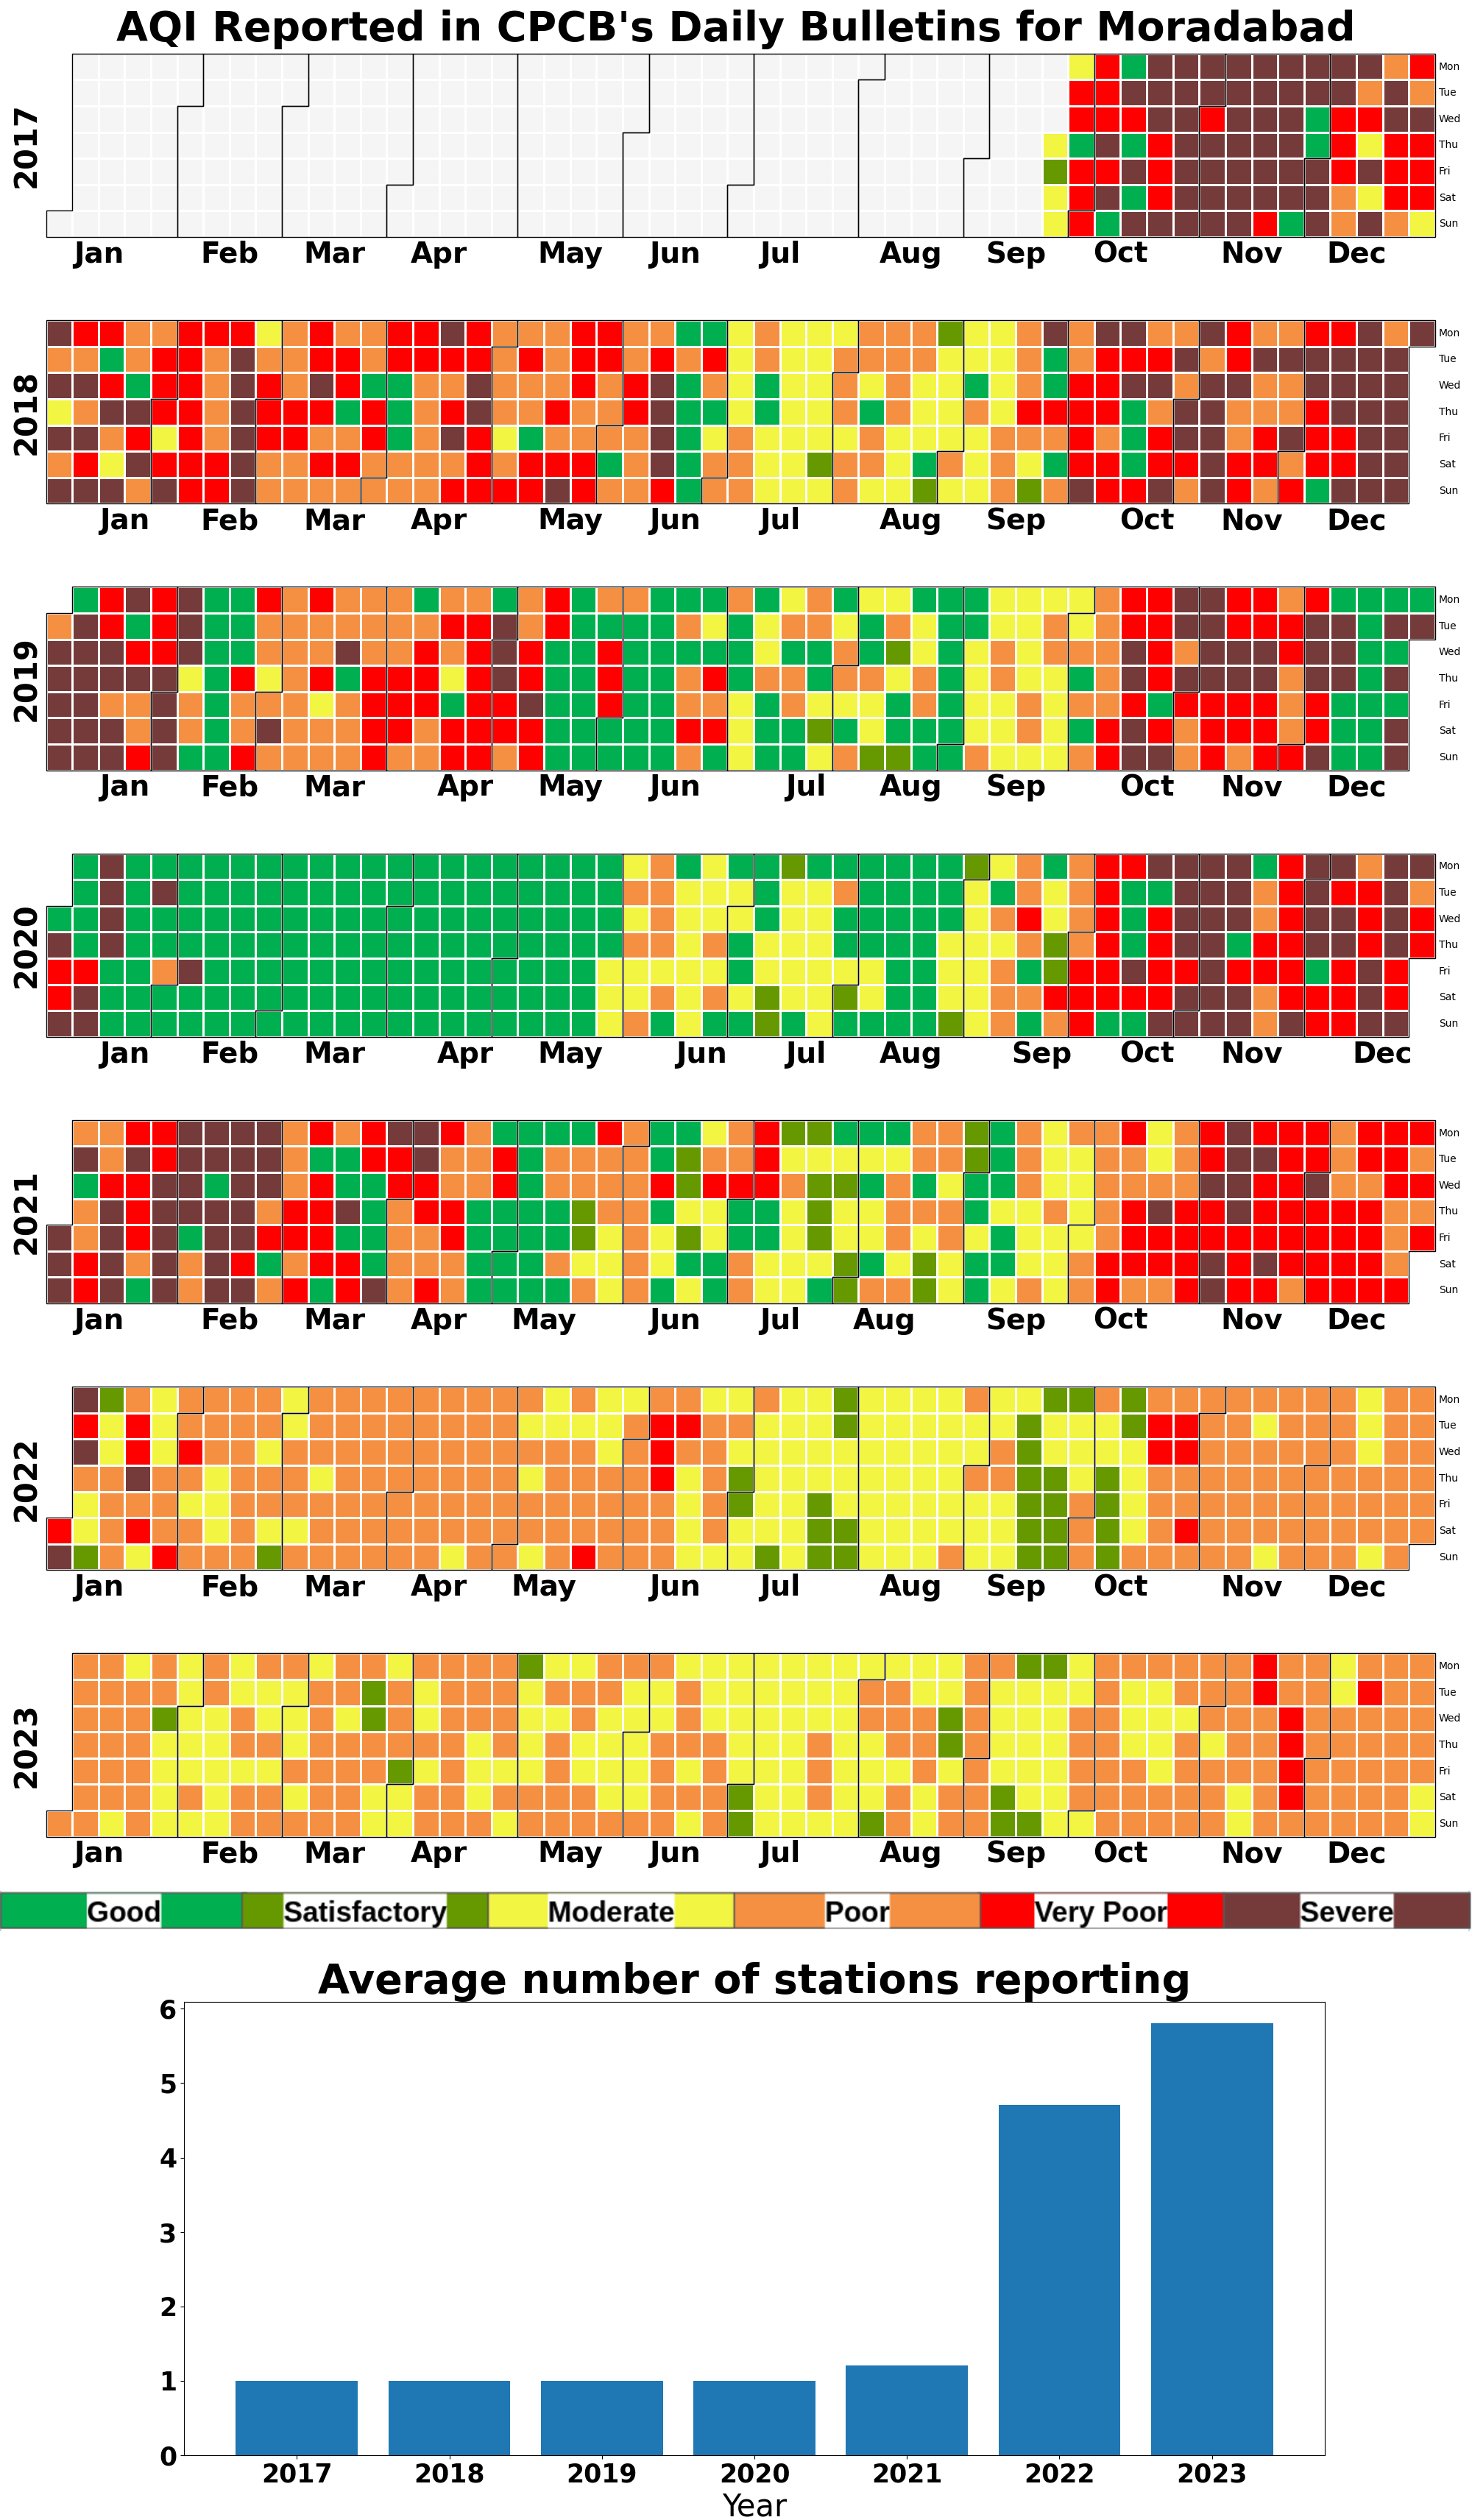 AQI Reported in CPCB's Daily Bulletins for Moradabad
2017
Mon
Tue
Wed
Thu
Fri
Sat
Sun
Jan Feb Mar Apr May Jun Jul Aug Sep Oct Nov Dec
2018
Mon
Tue
Wed
Thu
Fri
Sat
Sun
Jan Feb Mar Apr May Jun Jul Aug Sep Oct Nov Dec
2019
Mon
Tue
Wed
Thu
Fri
Sat
Sun
Jan Feb Mar Apr May Jun Jul Aug Sep Oct Nov Dec
2020
Mon
Tue
Wed
Thu
Fri
Sat
Sun
Jan Feb Mar Apr May Jun Jul Aug Sep Oct Nov Dec
2021
Mon
Tue
Wed
Thu
Fri
Sat
Sun
Jan Feb Mar Apr May Jun Jul Aug Sep Oct Nov Dec
2022
Mon
Tue
Wed
Thu
Fri
Sat
Sun
Jan Feb Mar Apr May Jun Jul Aug Sep Oct Nov Dec
2023
Mon
Tue
Wed
Thu
Fri
Sat
Sun
Jan Feb Mar Apr May Jun Jul Aug Sep Oct Nov Dec
Good Satisfactory Moderate Poor Very Poor Severe
Average number of stations reporting
6
5
4
3
2
1
0
2017 2018 2019 2020 2021 2022 2023
Year